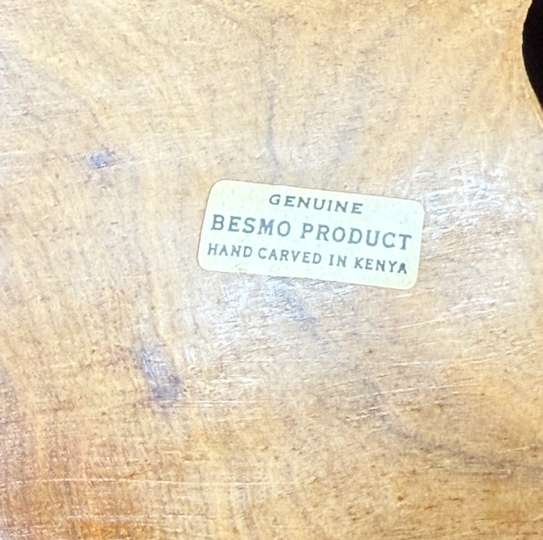 GENUINE
BESMO PRODUCT
HAND CARVED IN KENYA